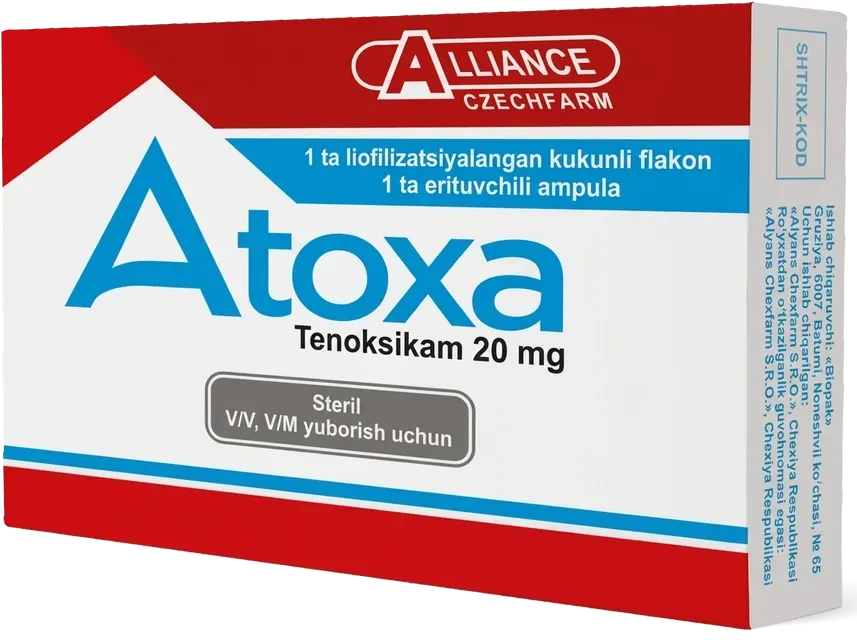 ALLIANCE
CZECHFARM
1 ta liofilizatsiyalangan kukunli flakon
1 ta erituvchili ampula
Atoxa
Tenoksikam 20 mg
Steril
V/V, V/M yuborish uchun
SHTRIX-KOD
Ishlab chiqaruvchi: «Biopak»
Gruziya, 6007, Batumi, Noneshvii ko'chasi, № 65
Uchun ishlab chiqarilgan:
«Alyans Chexfarm S.R.O.», Chexiya Respublikasi
Ro'yxatdan o'tkazilganlik guvohnomasi egasi:
«Alyans Chexfarm S.R.O.», Chexiya Respublikasi